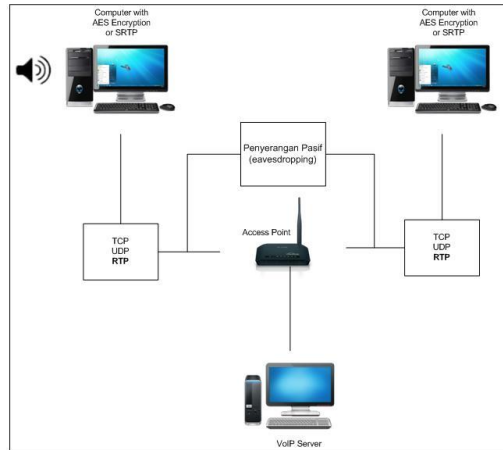 Computer with
AES Encryption
or SRTP
Computer with
AES Encryption
or SRTP
Penyerangan Pasif
(eavesdropping)
Access Point
TCP
UDP
RTP
TCP
UDP
RTP
VoIP Server